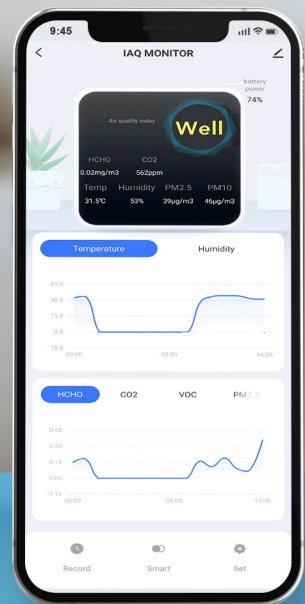 9:45
IAQ MONITOR
battery
power
74%
Air quality index
Well
HCHO CO2
0.02mg/m3 562ppm
Temp Humidity PM2.5 PM10
31.5℃ 53% 39μg/m3 46μg/m3
Temperature Humidity
45.0
30.0
15.0
0.0
-15.0
00:00 08:00 16:00
HCHO CO2 VOC PM2.5
0.45
0.30
0.15
0.00
-0.15
00:00 08:00 15:00
Record Smart Set